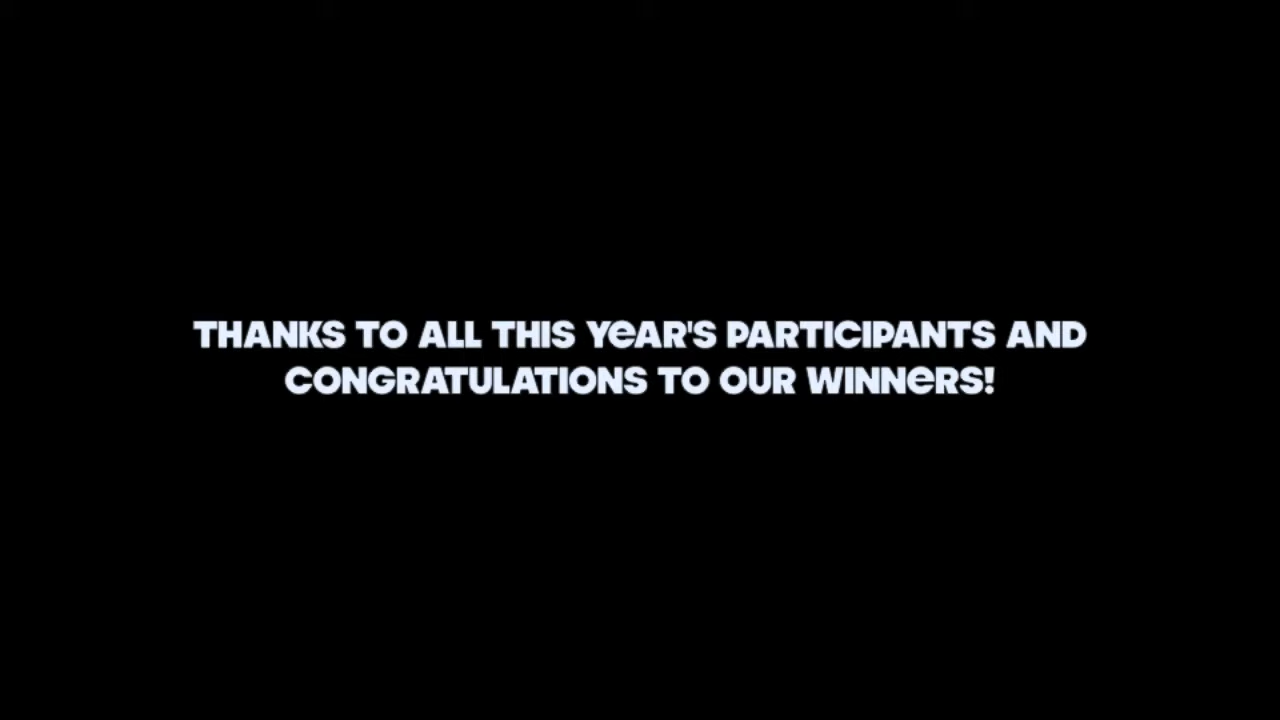 THANKS TO ALL THIS YeAR'S PARTICIPANTS AND
CONGRATULATIONS TO OUR WINNeRS!